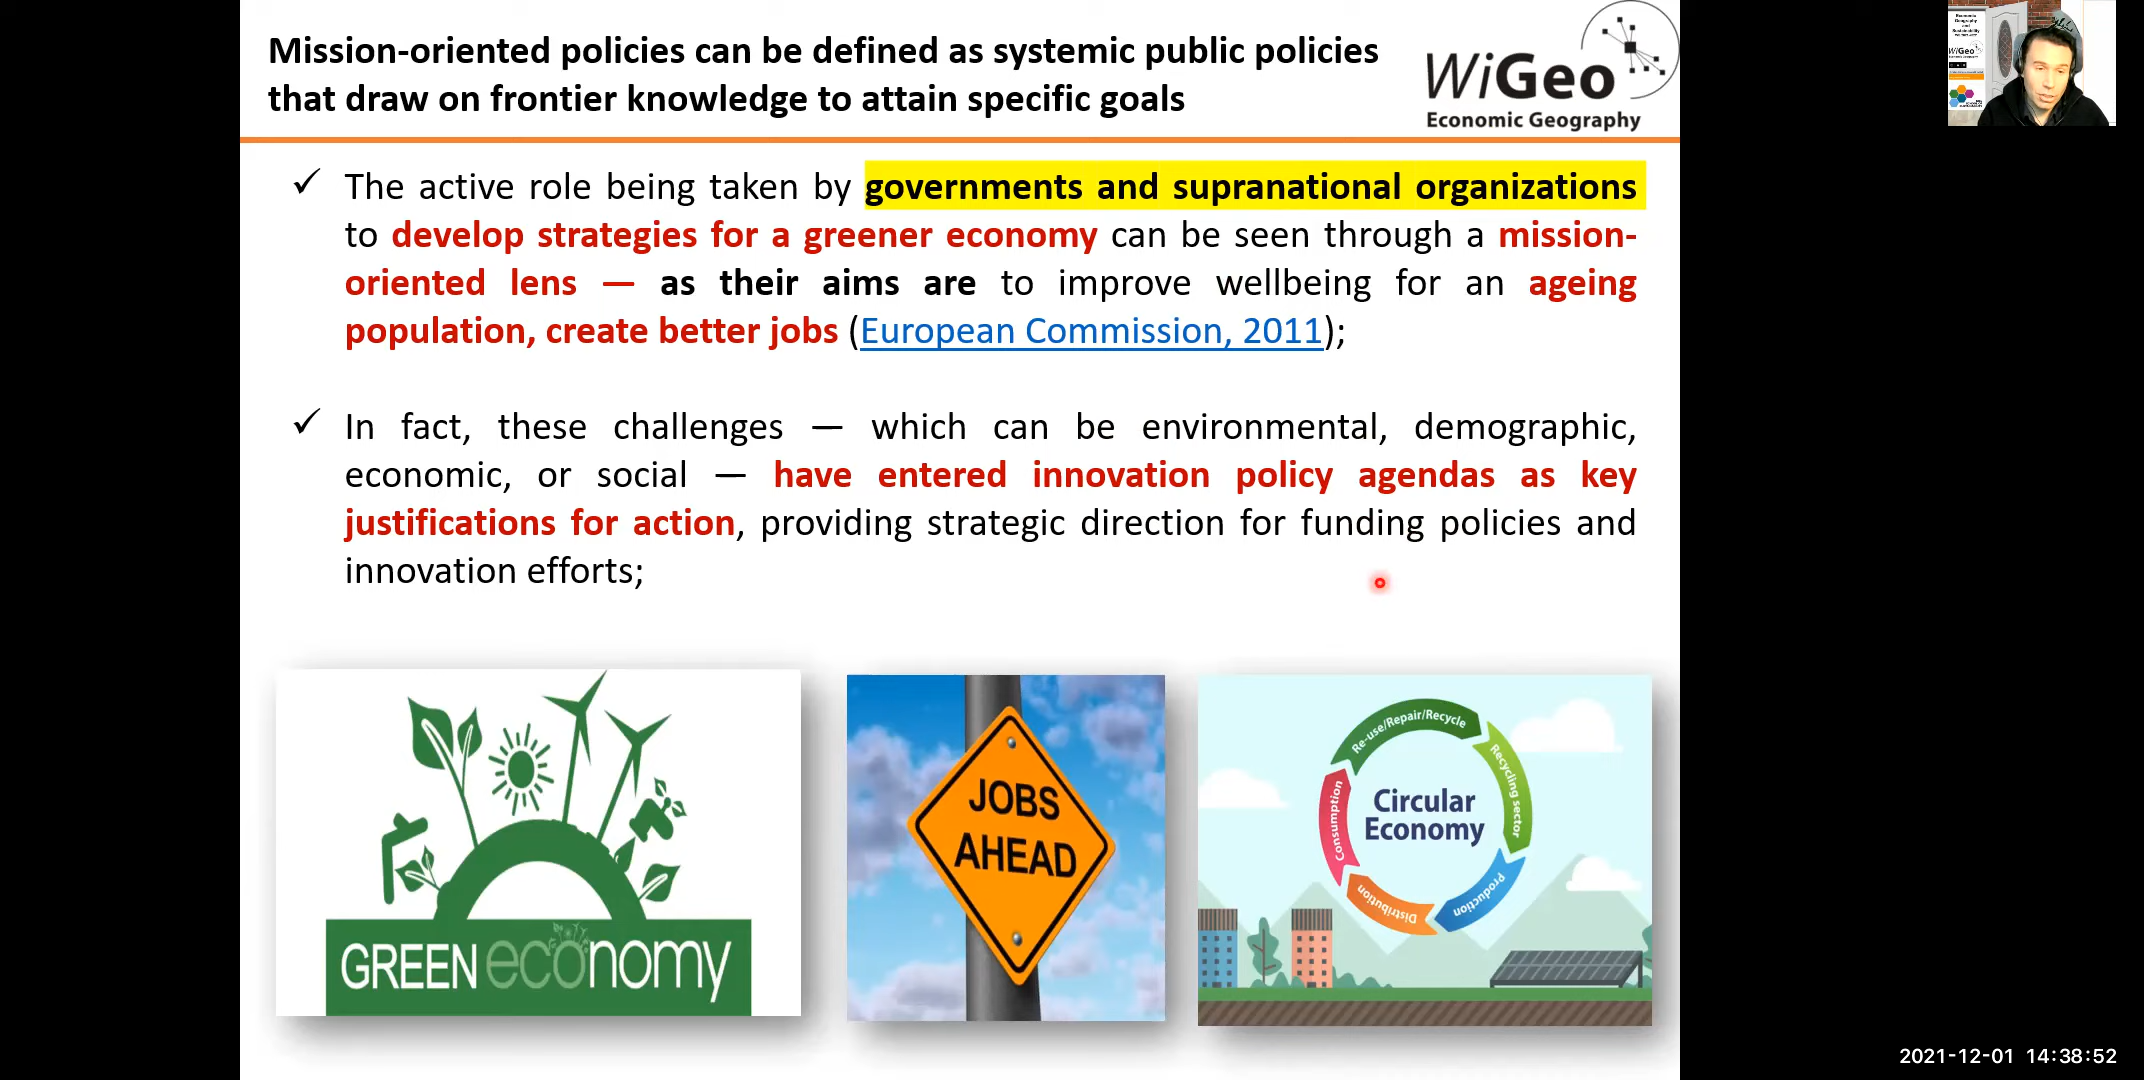 Mission-oriented policies can be defined as systemic public policies
that draw on frontier knowledge to attain specific goals
WiGeo
Economic Geography
✓ The active role being taken by governments and supranational organizations
to develop strategies for a greener economy can be seen through a mission-
oriented lens — as their aims are to improve wellbeing for an ageing
population, create better jobs (European Commission, 2011);
✓ In fact, these challenges — which can be environmental, demographic,
economic, or social — have entered innovation policy agendas as key
justifications for action, providing strategic direction for funding policies and
innovation efforts;
GREEN economy
JOBS
AHEAD
Re-use/Repair/Recycle
Recycling sector
Production
Distribution
Consumption
Circular
Economy
Economic
Geography
and
Sustainability
WiGeo
2021-12-01 14:38:52